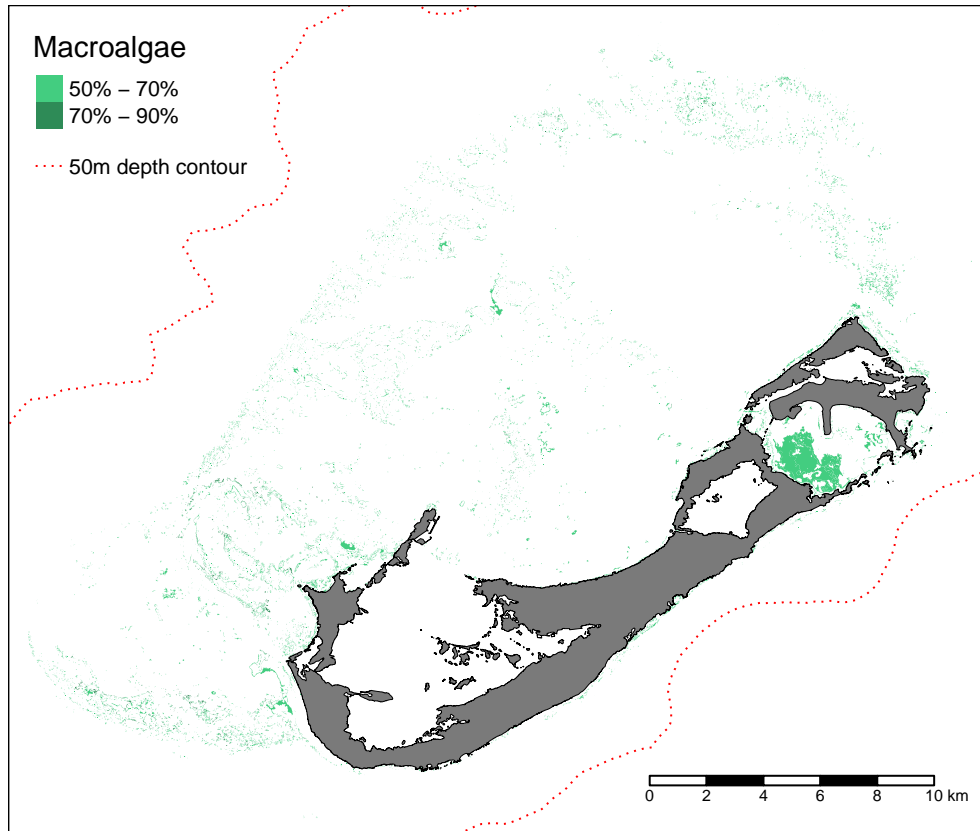 Macroalgae
50% − 70%
70% − 90%
50m depth contour
0 2 4 6 8 10 km